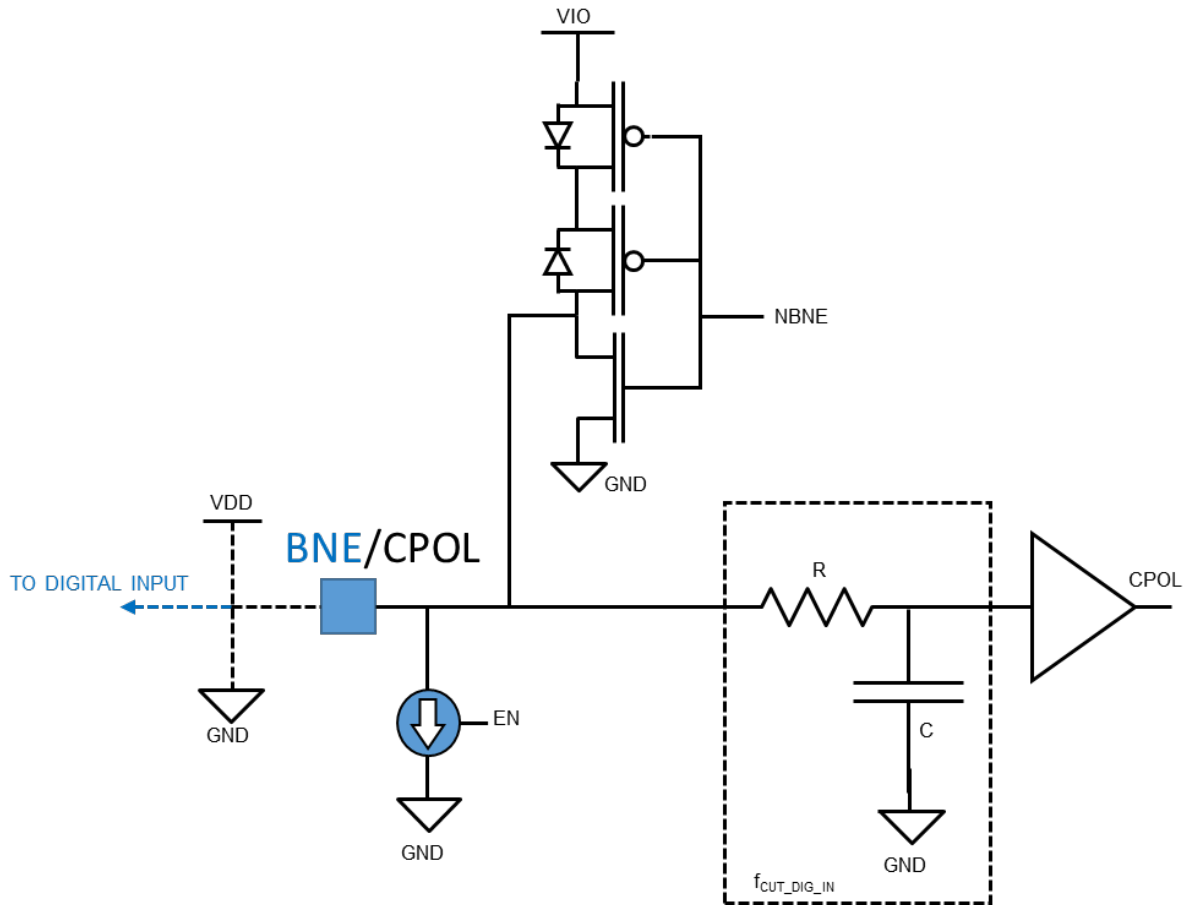 VIO
NBNE
GND
VDD
BNE/CPOL
TO DIGITAL INPUT
R
CPOL
EN
GND
C
GND
GND
fCUT_DIG_IN